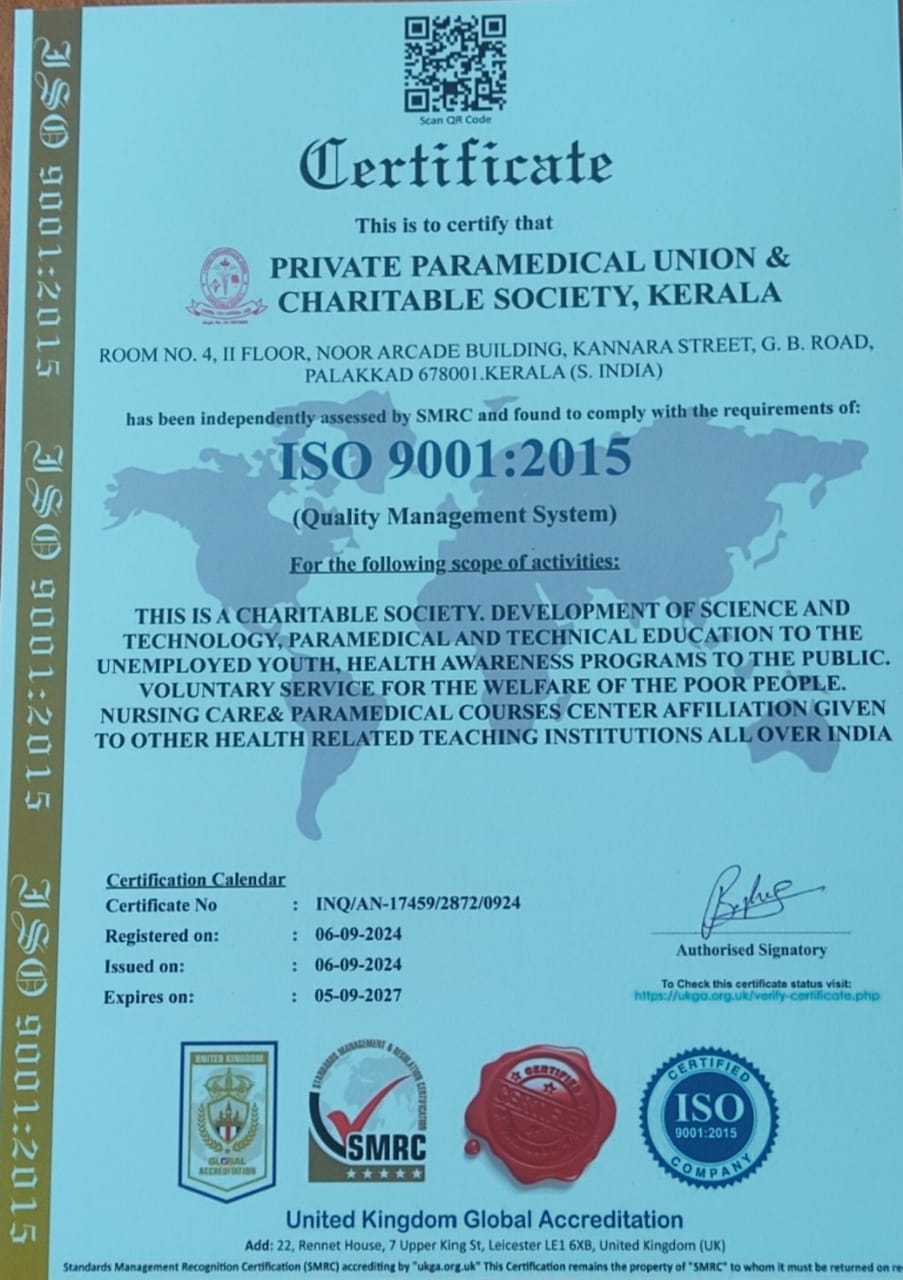 Scan QR Code
Certificate
This is to certify that
PRIVATE PARAMEDICAL UNION &
CHARITABLE SOCIETY, KERALA
ROOM NO. 4, II FLOOR, NOOR ARCADE BUILDING, KANNARA STREET, G. B. ROAD,
PALAKKAD 678001.KERALA (S. INDIA)
has been independently assessed by SMRC and found to comply with the requirements of:
ISO 9001:2015
(Quality Management System)
For the following scope of activities:
THIS IS A CHARITABLE SOCIETY. DEVELOPMENT OF SCIENCE AND
TECHNOLOGY, PARAMEDICAL AND TECHNICAL EDUCATION TO THE
UNEMPLOYED YOUTH, HEALTH AWARENESS PROGRAMS TO THE PUBLIC.
VOLUNTARY SERVICE FOR THE WELFARE OF THE POOR PEOPLE.
NURSING CARE& PARAMEDICAL COURSES CENTER AFFILIATION GIVEN
TO OTHER HEALTH RELATED TEACHING INSTITUTIONS ALL OVER INDIA
Certification Calendar
Certificate No : INQ/AN-17459/2872/0924
Registered on: : 06-09-2024
Issued on: : 06-09-2024
Expires on: : 05-09-2027
Authorised Signatory
To Check this certificate status visit:
https://ukga.org.uk/verify-certificate.php
ISO 9001:2015
ISO 9001:2015
ISO 9001:2015
UNITED KINGDOM
GLOBAL
ACCREDITATION
STANDARDS MANAGEMENT & RECOGNITION CERTIFICATION
SMRC
CERTIFIED
CERTIFIED
CERTIFIED
ISO
9001:2015
COMPANY
United Kingdom Global Accreditation
Add: 22, Rennet House, 7 Upper King St, Leicester LE1 6XB, United Kingdom (UK)
Standards Management Recognition Certification (SMRC) accrediting by "ukga.org.uk" This Certification remains the property of "SMRC" to whom it must be returned on